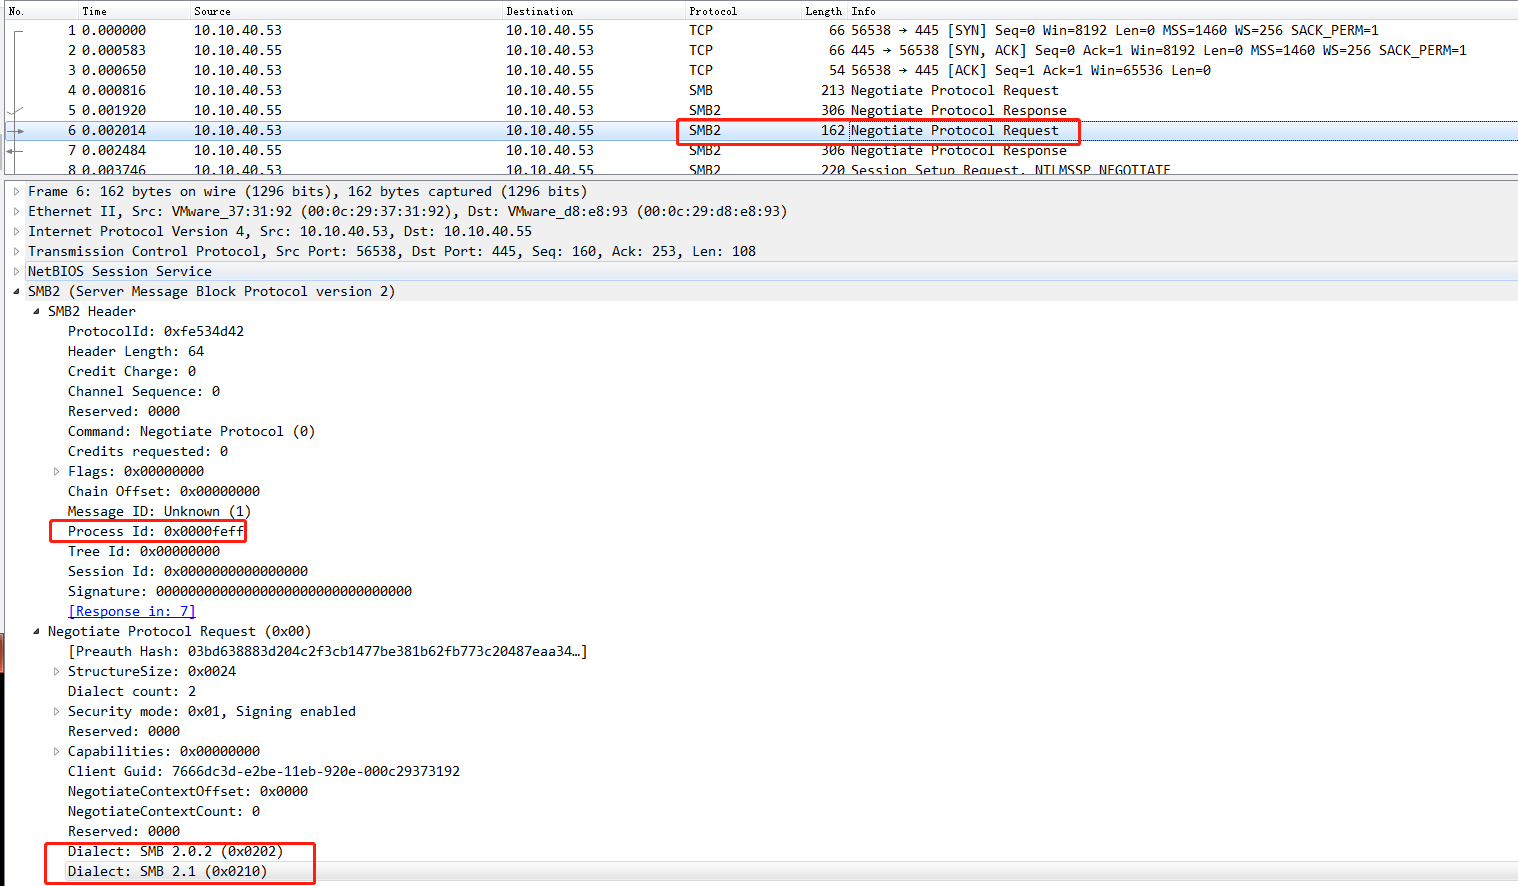 No. Time Source Destination Protocol Length Info
1 0.000000 10.10.40.53 10.10.40.55 TCP 66 56538 → 445 [SYN] Seq=0 Win=8192 Len=0 MSS=1460 WS=256 SACK_PERM=1
2 0.000583 10.10.40.55 10.10.40.53 TCP 66 445 → 56538 [SYN, ACK] Seq=0 Ack=1 Win=8192 Len=0 MSS=1460 WS=256 SACK_PERM=1
3 0.000650 10.10.40.53 10.10.40.55 TCP 54 56538 → 445 [ACK] Seq=1 Ack=1 Win=65536 Len=0
4 0.000816 10.10.40.53 10.10.40.55 SMB 213 Negotiate Protocol Request
5 0.001920 10.10.40.55 10.10.40.53 SMB2 306 Negotiate Protocol Response
6 0.002014 10.10.40.53 10.10.40.55 SMB2 162 Negotiate Protocol Request
7 0.002484 10.10.40.55 10.10.40.53 SMB2 306 Negotiate Protocol Response
8 0.003746 10.10.40.53 10.10.40.55 SMB2 220 Session Setup Request, NTLMSSP_NEGOTIATE
Frame 6: 162 bytes on wire (1296 bits), 162 bytes captured (1296 bits)
Ethernet II, Src: VMware_37:31:92 (00:0c:29:37:31:92), Dst: VMware_d8:e8:93 (00:0c:29:d8:e8:93)
Internet Protocol Version 4, Src: 10.10.40.53, Dst: 10.10.40.55
Transmission Control Protocol, Src Port: 56538, Dst Port: 445, Seq: 160, Ack: 253, Len: 108
NetBIOS Session Service
SMB2 (Server Message Block Protocol version 2)
SMB2 Header
ProtocolId: 0xfe534d42
Header Length: 64
Credit Charge: 0
Channel Sequence: 0
Reserved: 0000
Command: Negotiate Protocol (0)
Credits requested: 0
Flags: 0x00000000
Chain Offset: 0x00000000
Message ID: Unknown (1)
Process Id: 0x0000feff
Tree Id: 0x00000000
Session Id: 0x0000000000000000
Signature: 00000000000000000000000000000000
[Response in: 7]
Negotiate Protocol Request (0x00)
[Preauth Hash: 03bd638883d204c2f3cb1477be381b62fb773c20487eaa34…]
StructureSize: 0x0024
Dialect count: 2
Security mode: 0x01, Signing enabled
Reserved: 0000
Capabilities: 0x00000000
Client Guid: 7666dc3d-e2be-11eb-920e-000c29373192
NegotiateContextOffset: 0x0000
NegotiateContextCount: 0
Reserved: 0000
Dialect: SMB 2.0.2 (0x0202)
Dialect: SMB 2.1 (0x0210)